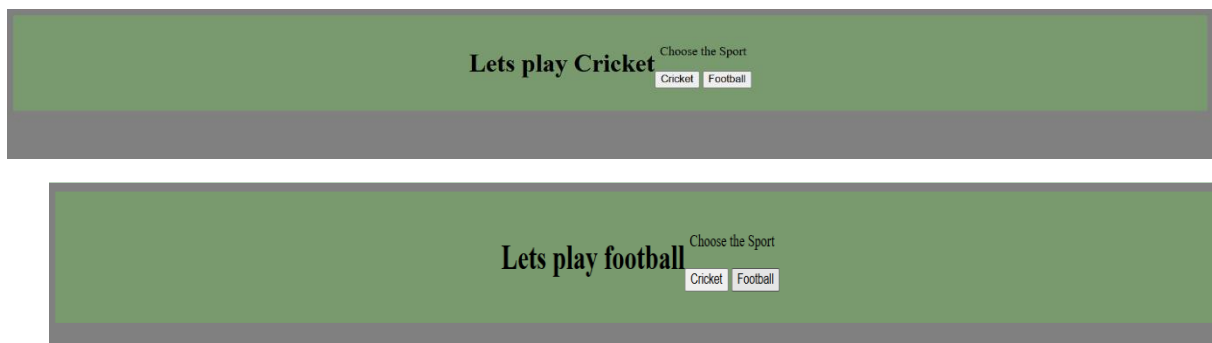 Lets play Cricket
Choose the Sport
Cricket Football
Lets play football
Choose the Sport
Cricket Football